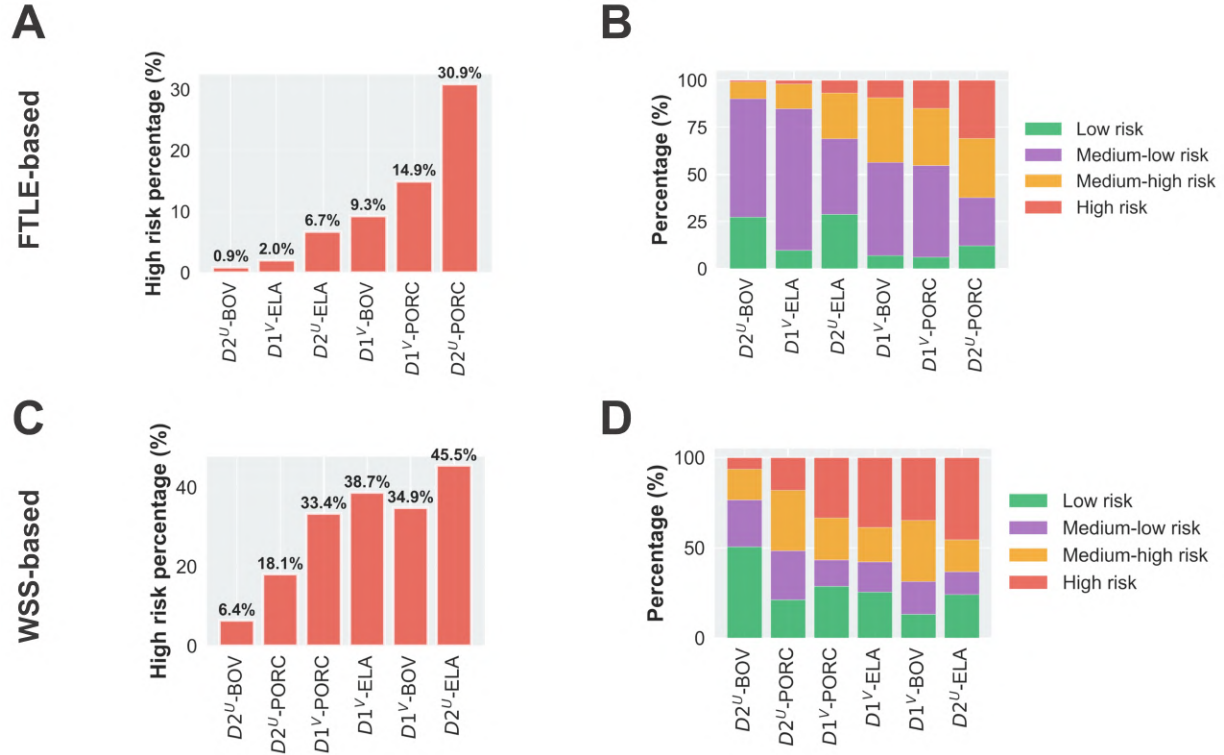 A
FTLE-based
High risk percentage (%)
30
20
10
0
0.9%
2.0%
6.7%
9.3%
14.9%
30.9%
D2ᵁ-BOV
D1ⱽ-ELA
D2ᵁ-ELA
D1ⱽ-BOV
D1ⱽ-PORC
D2ᵁ-PORC
B
Percentage (%)
100
75
50
25
0
D2ᵁ-BOV
D1ⱽ-ELA
D2ᵁ-ELA
D1ⱽ-BOV
D1ⱽ-PORC
D2ᵁ-PORC
Low risk
Medium-low risk
Medium-high risk
High risk
C
WSS-based
High risk percentage (%)
40
20
0
6.4%
18.1%
33.4%
38.7%
34.9%
45.5%
D2ᵁ-BOV
D2ᵁ-PORC
D1ⱽ-PORC
D1ⱽ-ELA
D1ⱽ-BOV
D2ᵁ-ELA
D
Percentage (%)
100
50
0
D2ᵁ-BOV
D2ᵁ-PORC
D1ⱽ-PORC
D1ⱽ-ELA
D1ⱽ-BOV
D2ᵁ-ELA
Low risk
Medium-low risk
Medium-high risk
High risk